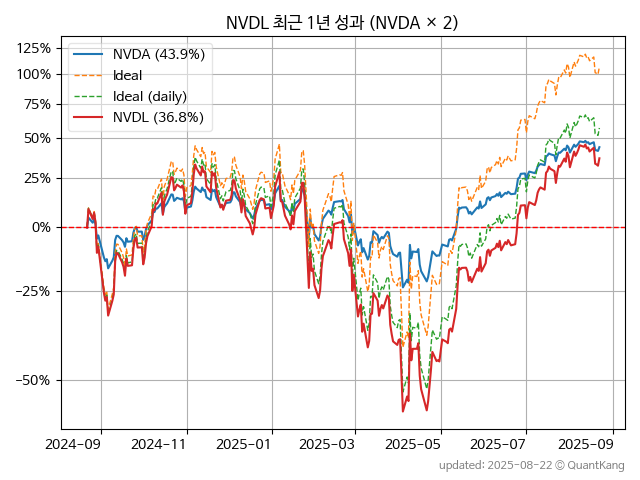 NVDL 최근 1년 성과 (NVDA × 2)
125%
100%
75%
50%
25%
0%
−25%
−50%
NVDA (43.9%)
Ideal
Ideal (daily)
NVDL (36.8%)
2024-09
2024-11
2025-01
2025-03
2025-05
2025-07
2025-09
updated: 2025-08-22 © QuantKang